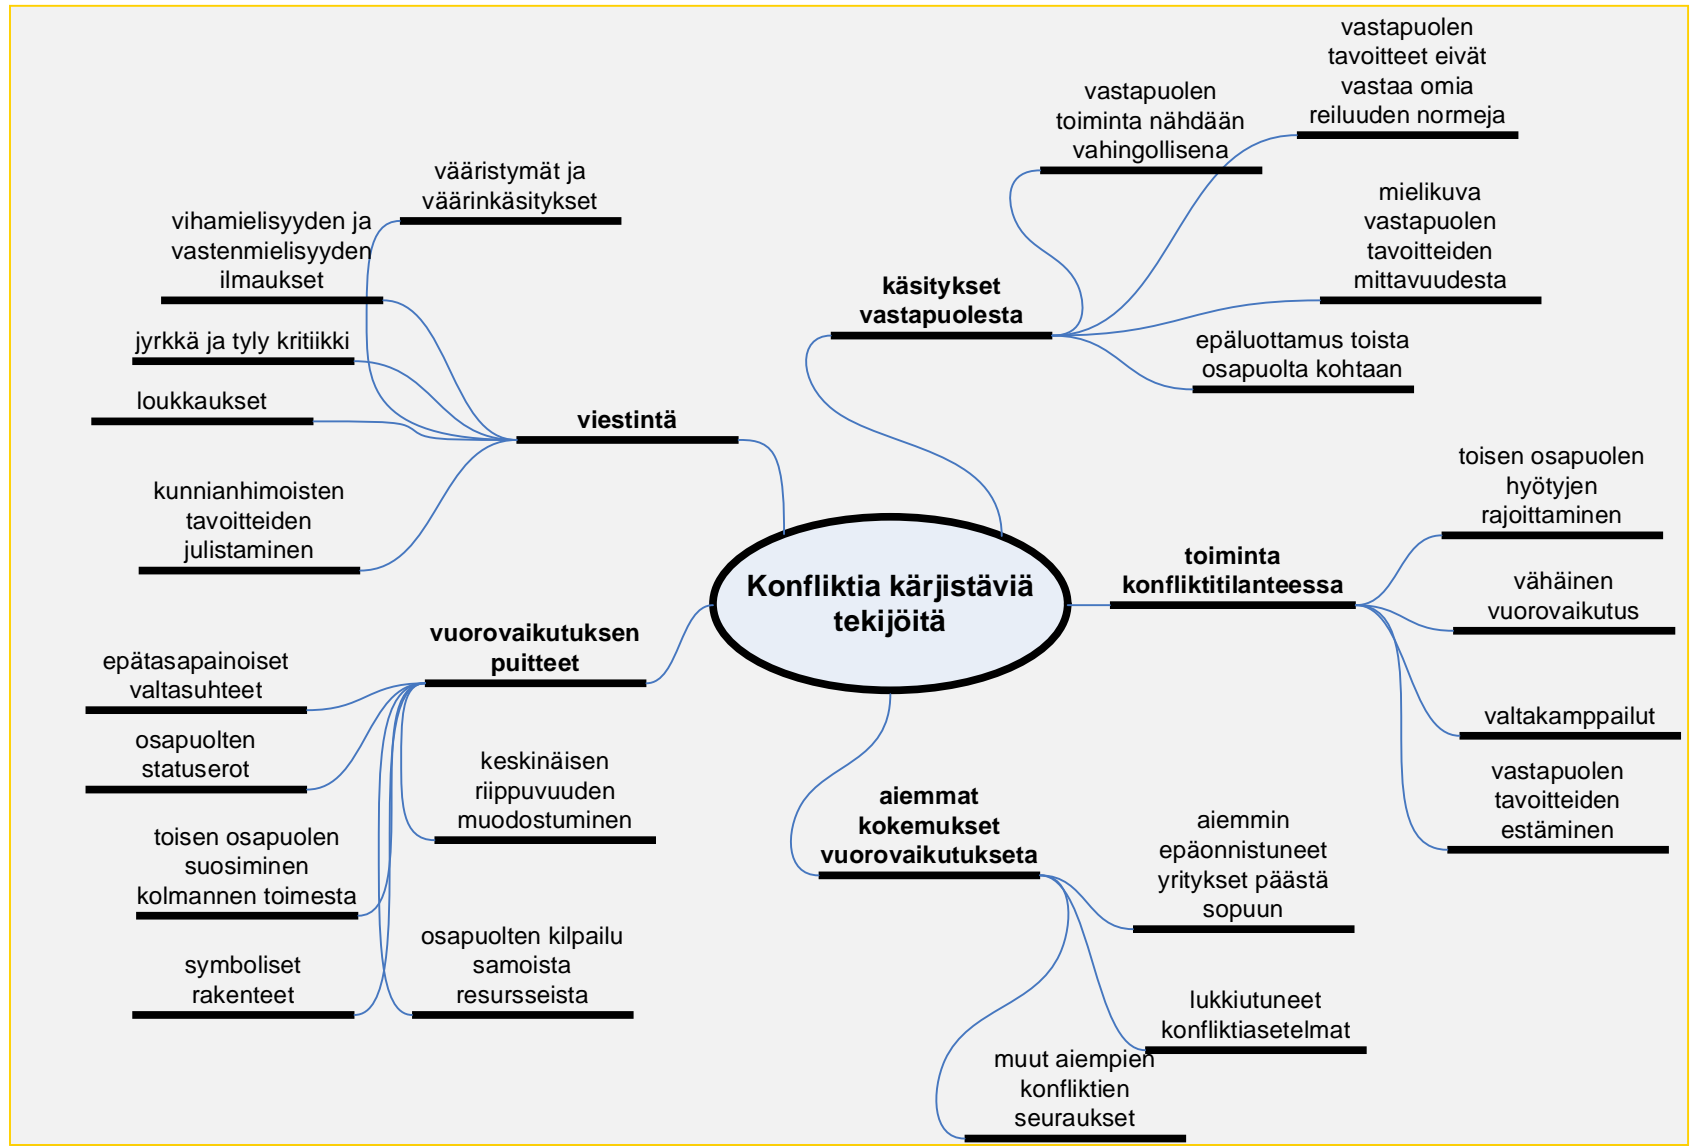 Konfliktia kärjistäviä
tekijöitä
viestintä
vääristymät ja
väärinkäsitykset
vihamielisyyden ja
vastenmielisyyden
ilmaukset
jyrkkä ja tyly kritiikki
loukkaukset
kunnianhimoisten
tavoitteiden
julistaminen
käsitykset
vastapuolesta
vastapuolen
toiminta nähdään
vahingollisena
vastapuolen
tavoitteet eivät
vastaa omia
reiluuden normeja
mielikuva
vastapuolen
tavoitteiden
mittavuudesta
epäluottamus toista
osapuolta kohtaan
toiminta
konfliktitilanteessa
toisen osapuolen
hyötyjen
rajoittaminen
vähäinen
vuorovaikutus
valtakamppailut
vastapuolen
tavoitteiden
estäminen
vuorovaikutuksen
puitteet
epätasapainoiset
valtasuhteet
osapuolten
statuserot
toisen osapuolen
suosiminen
kolmannen toimesta
symboliset
rakenteet
keskinäisen
riippuvuuden
muodostuminen
osapuolten kilpailu
samoista
resursseista
aiemmat
kokemukset
vuorovaikutukseta
aiemmin
epäonnistuneet
yritykset päästä
sopuun
lukkiutuneet
konfliktiasetelmat
muut aiempien
konfliktien
seuraukset